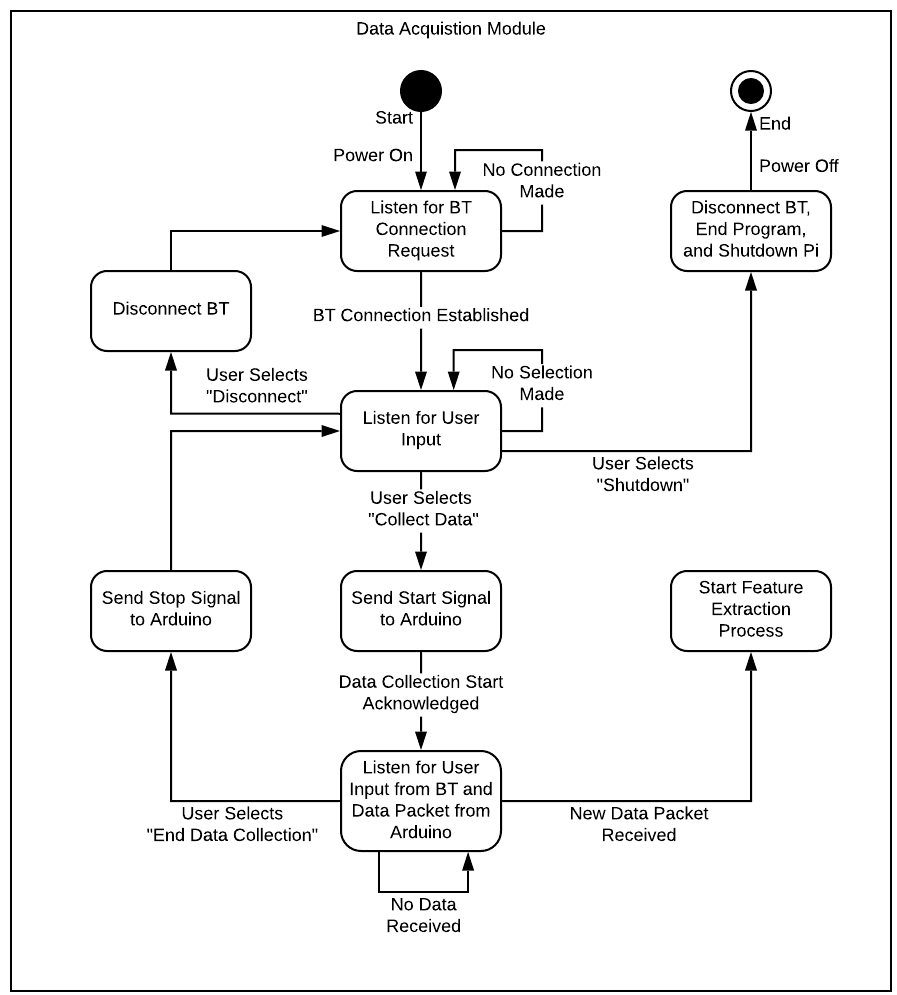 Data Acquistion Module
Start
End
Power On
Power Off
No Connection
Made
Listen for BT
Connection
Request
Disconnect BT,
End Program,
and Shutdown Pi
Disconnect BT
BT Connection Established
User Selects
"Disconnect"
No Selection
Made
Listen for User
Input
User Selects
"Shutdown"
User Selects
"Collect Data"
Send Stop Signal
to Arduino
Send Start Signal
to Arduino
Start Feature
Extraction
Process
Data Collection Start
Acknowledged
Listen for User
Input from BT and
Data Packet from
Arduino
User Selects
"End Data Collection"
New Data Packet
Received
No Data
Received